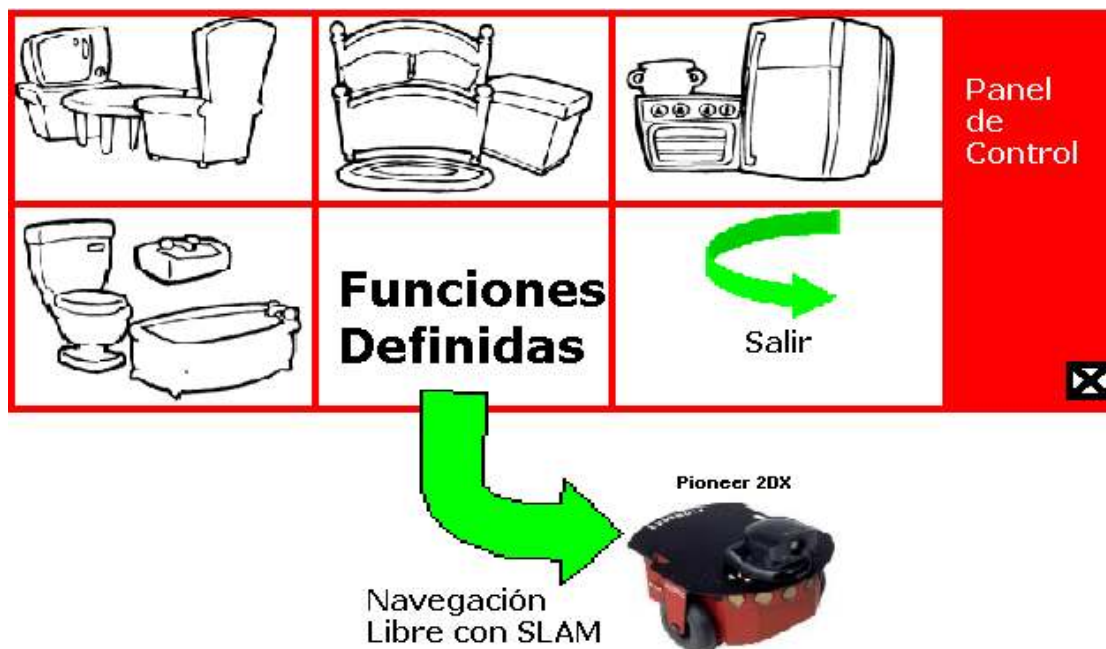 Panel
de
Control
Funciones
Definidas
Salir
Pioneer 2DX
Navegación
Libre con SLAM